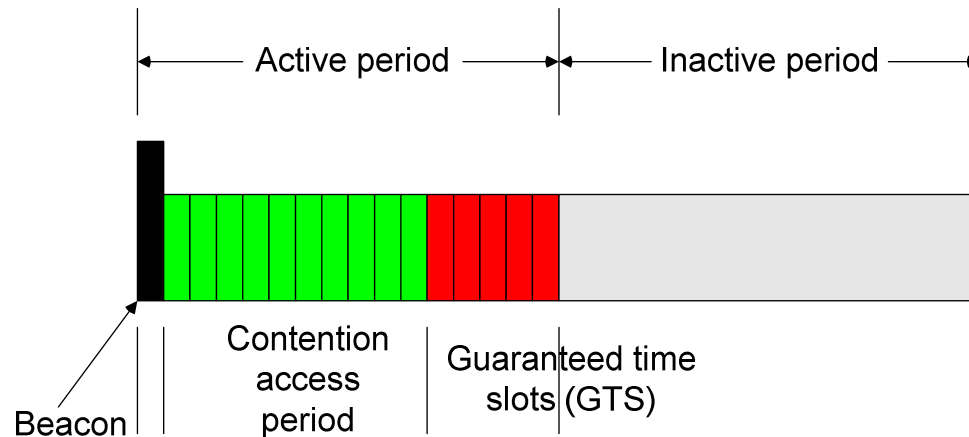 Active period
Inactive period
Contention
access
period
Guaranteed time
slots (GTS)
Beacon